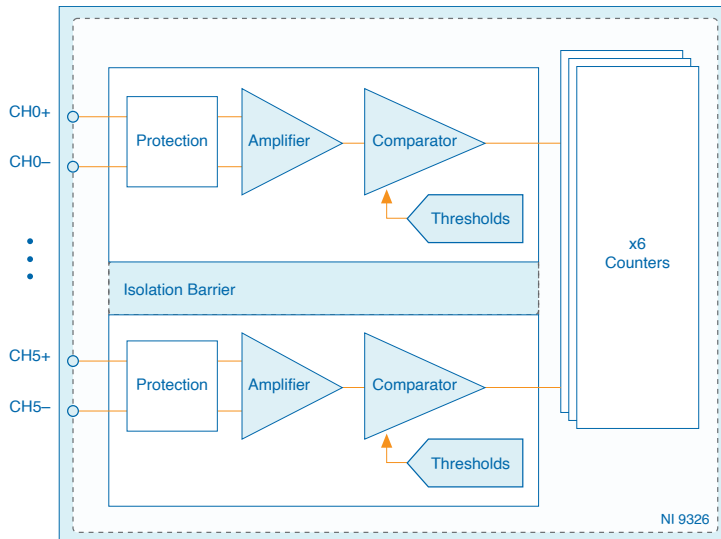 CH0+
Protection
Amplifier
Comparator
CH0–
Thresholds
x6
Counters
Isolation Barrier
CH5+
Protection
Amplifier
Comparator
CH5–
Thresholds
NI 9326